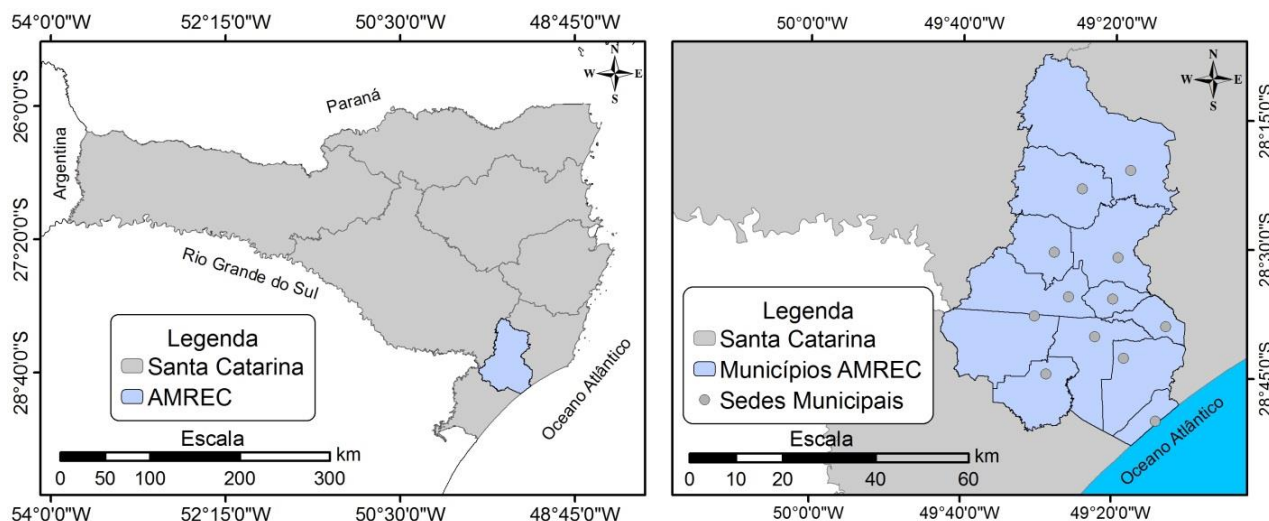 54°0'0"W 52°15'0"W 50°30'0"W 48°45'0"W
26°0'0"S
27°20'0"S
28°40'0"S
N
W E
S
Paraná
Argentina
Rio Grande do Sul
Oceano Atlântico
Legenda
Santa Catarina
AMREC
Escala
km
0 50 100 200 300
54°0'0"W 52°15'0"W 50°30'0"W 48°45'0"W
50°0'0"W 49°40'0"W 49°20'0"W
N
W E
S
28°15'0"S
28°30'0"S
28°45'0"S
Legenda
Santa Catarina
Municípios AMREC
Sedes Municipais
Escala
km
0 10 20 40 60
Oceano Atlântico
50°0'0"W 49°40'0"W 49°20'0"W